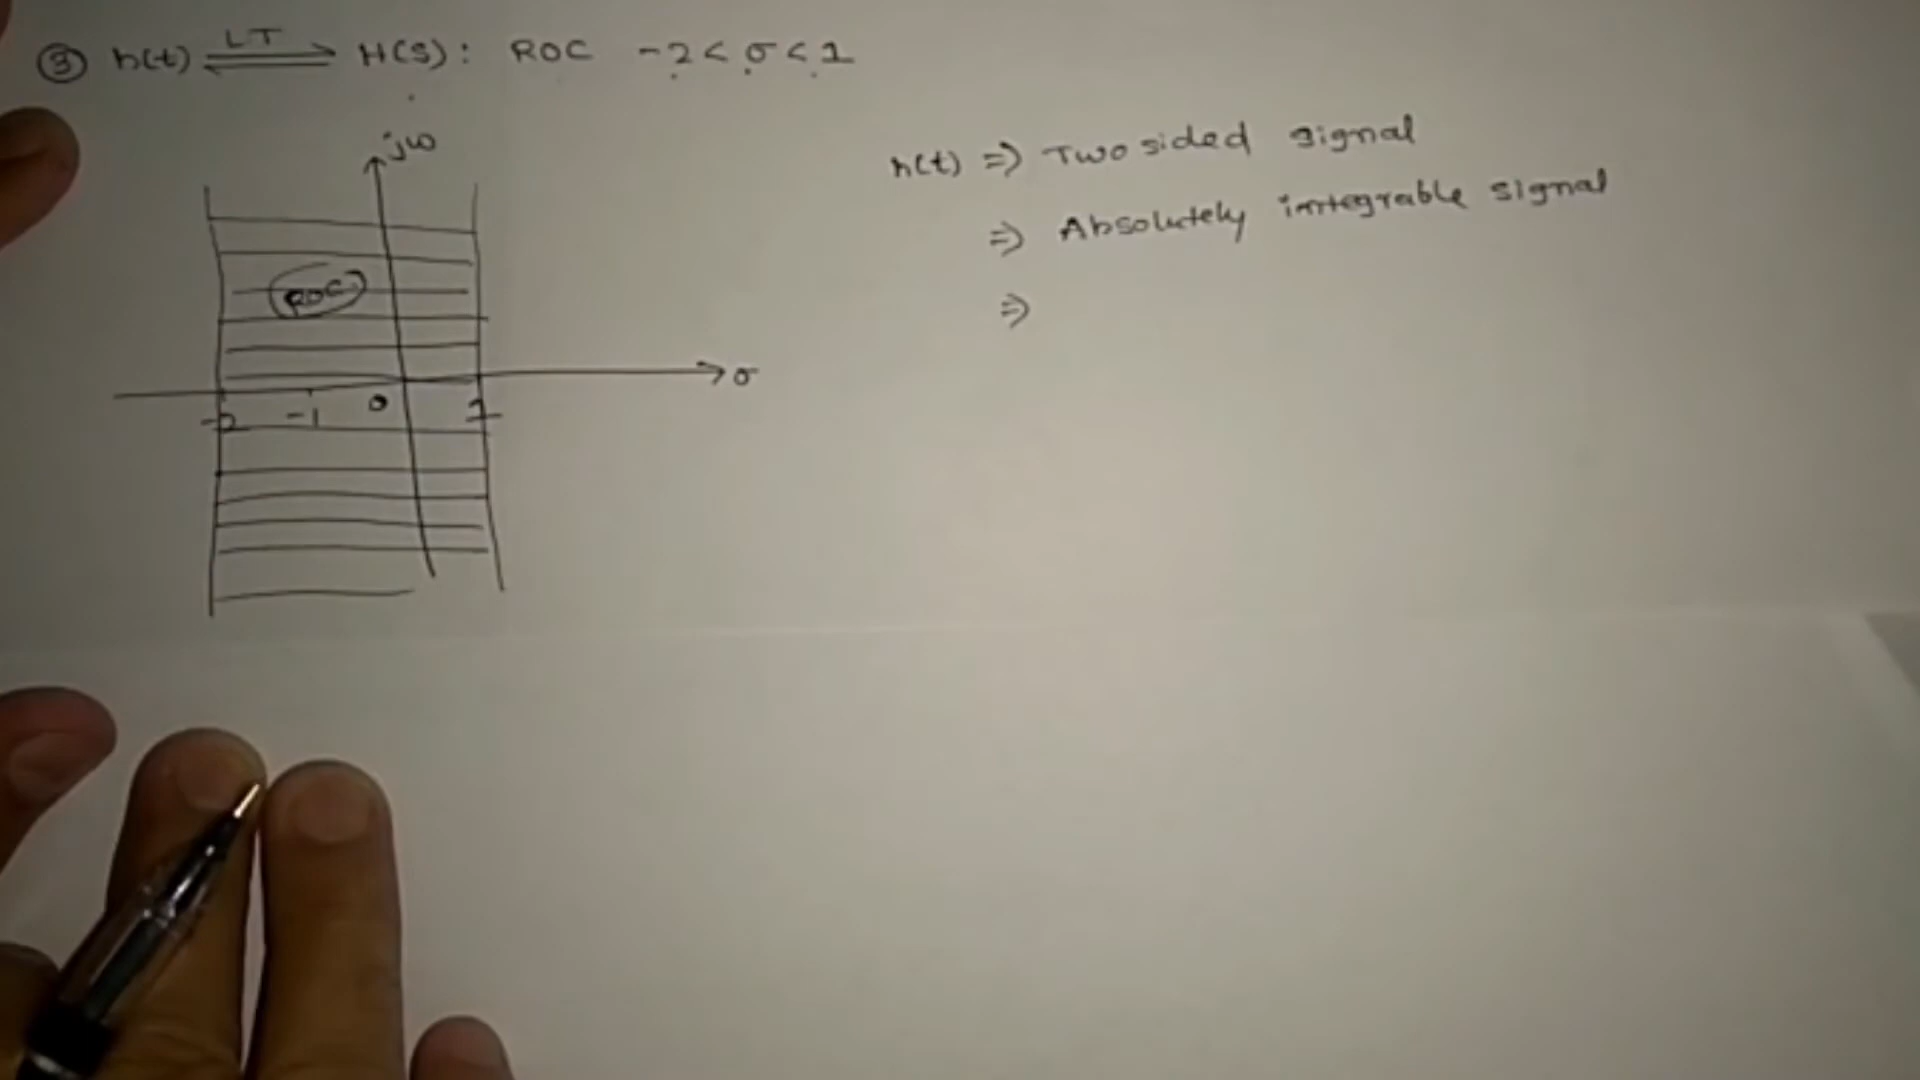 ③ h(t) LT⇌ H(S) : ROC -2 < σ < 1
jω
h(t) ⇒ Two sided signal
⇒ Absolutely integrable signal
ROC
⇒
σ
-2 -1 0 1